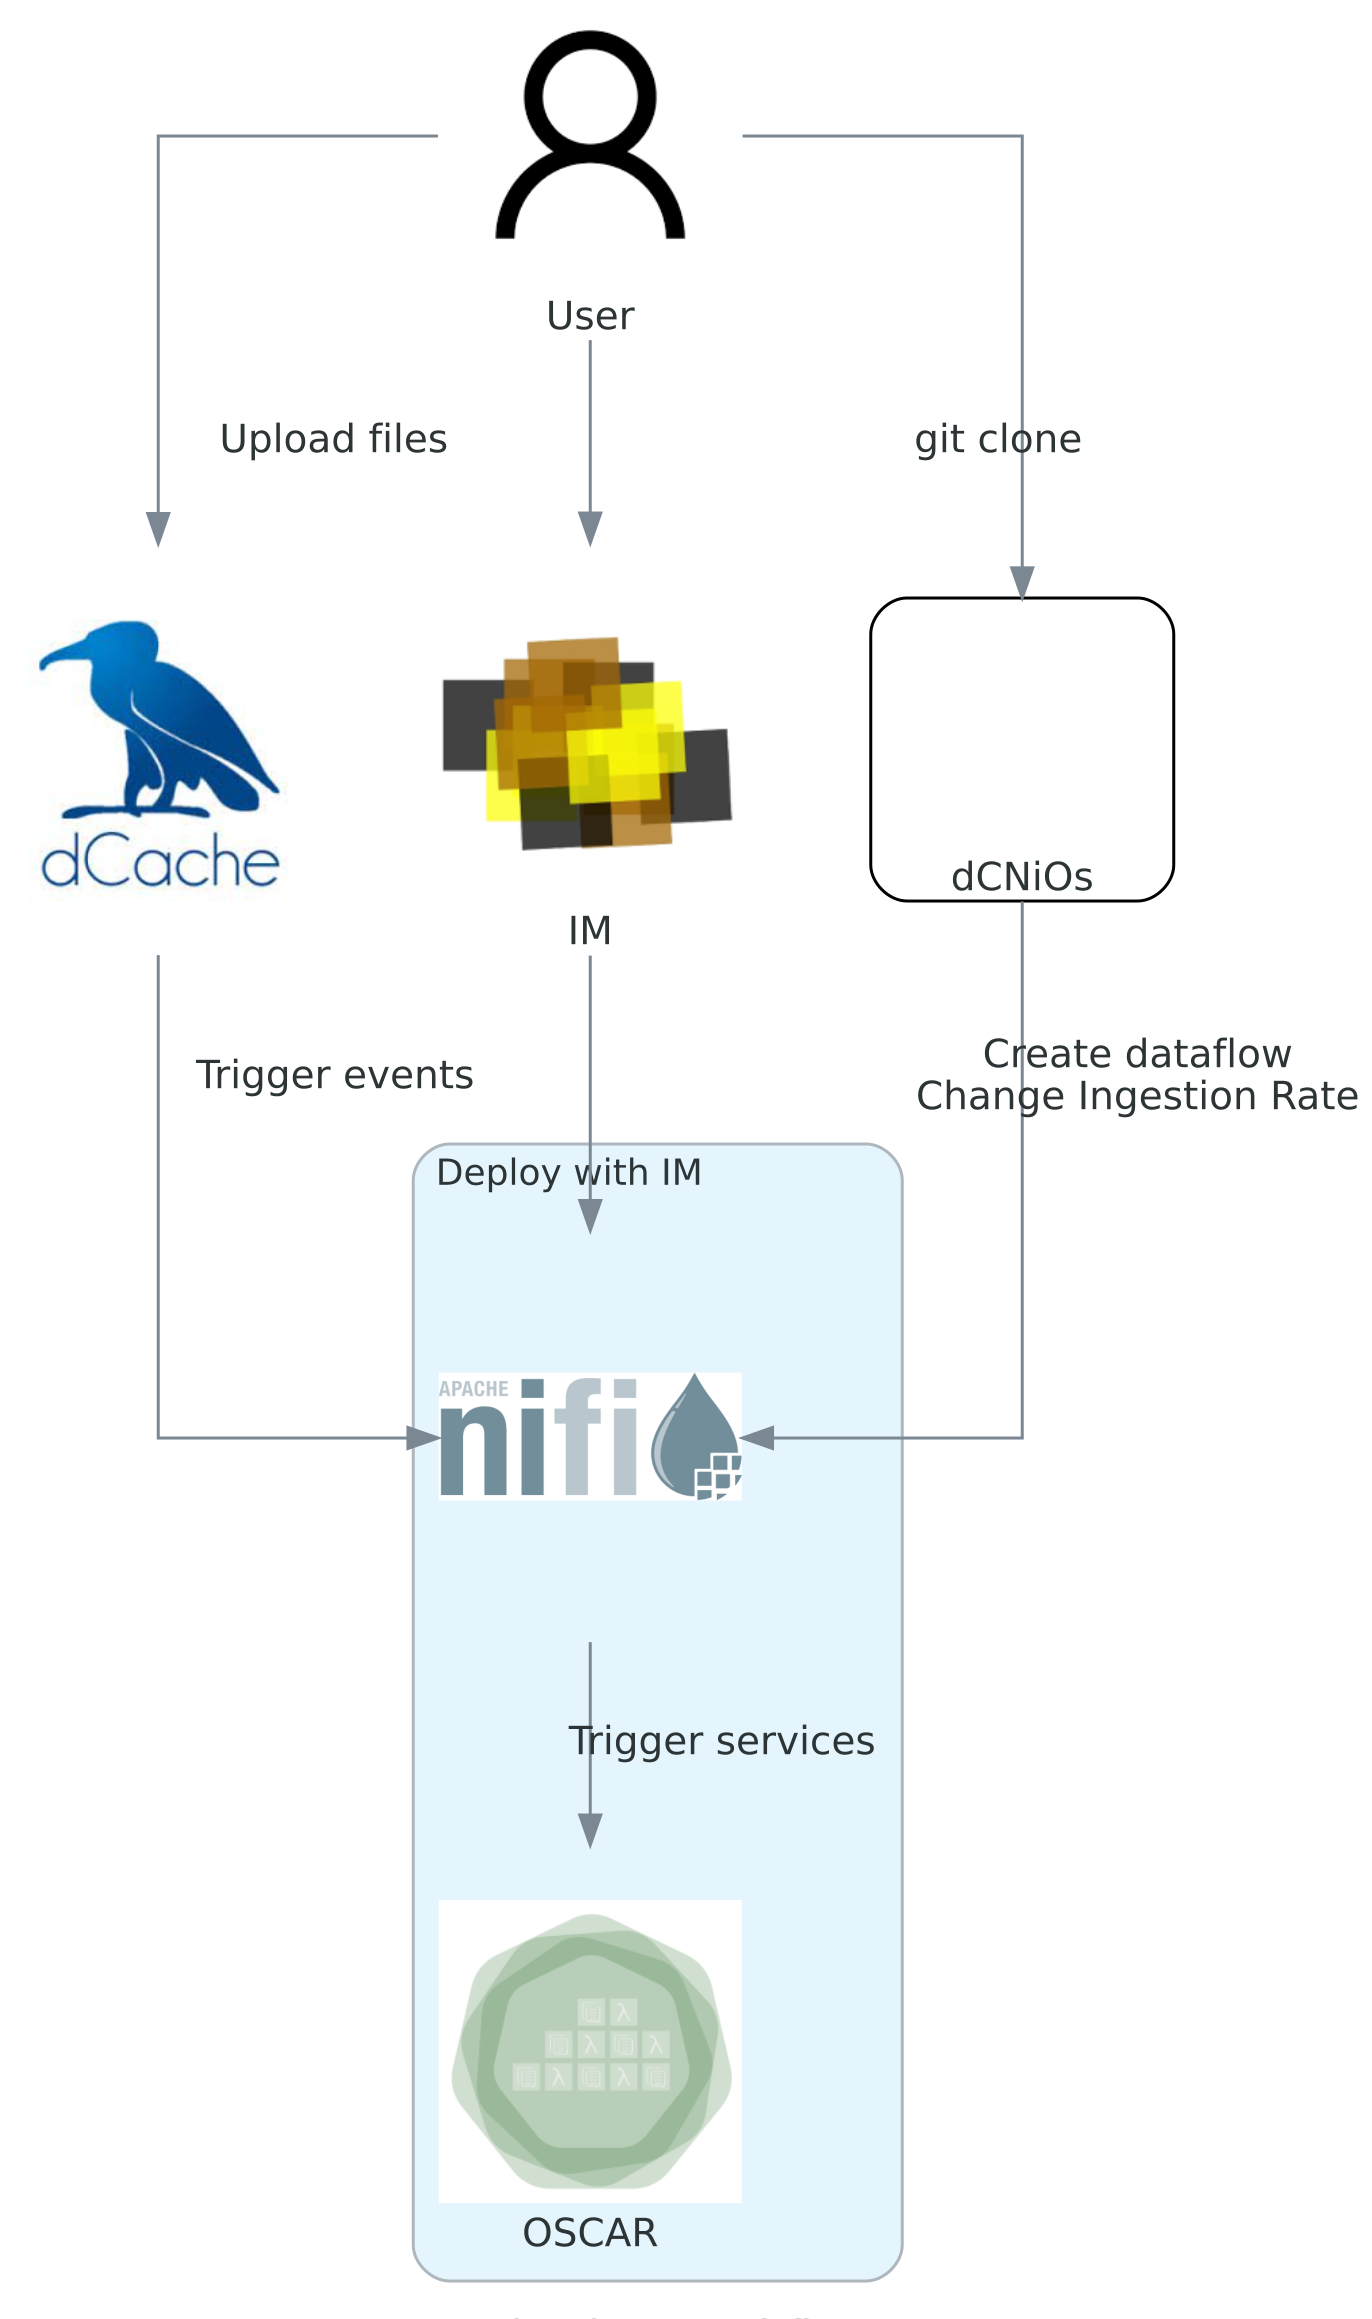 User
Upload files
git clone
dCache
IM
dCNiOs
Trigger events
Create dataflow
Change Ingestion Rate
Deploy with IM
APACHE
nifi
Trigger services
λ
λ λ
λ λ
OSCAR